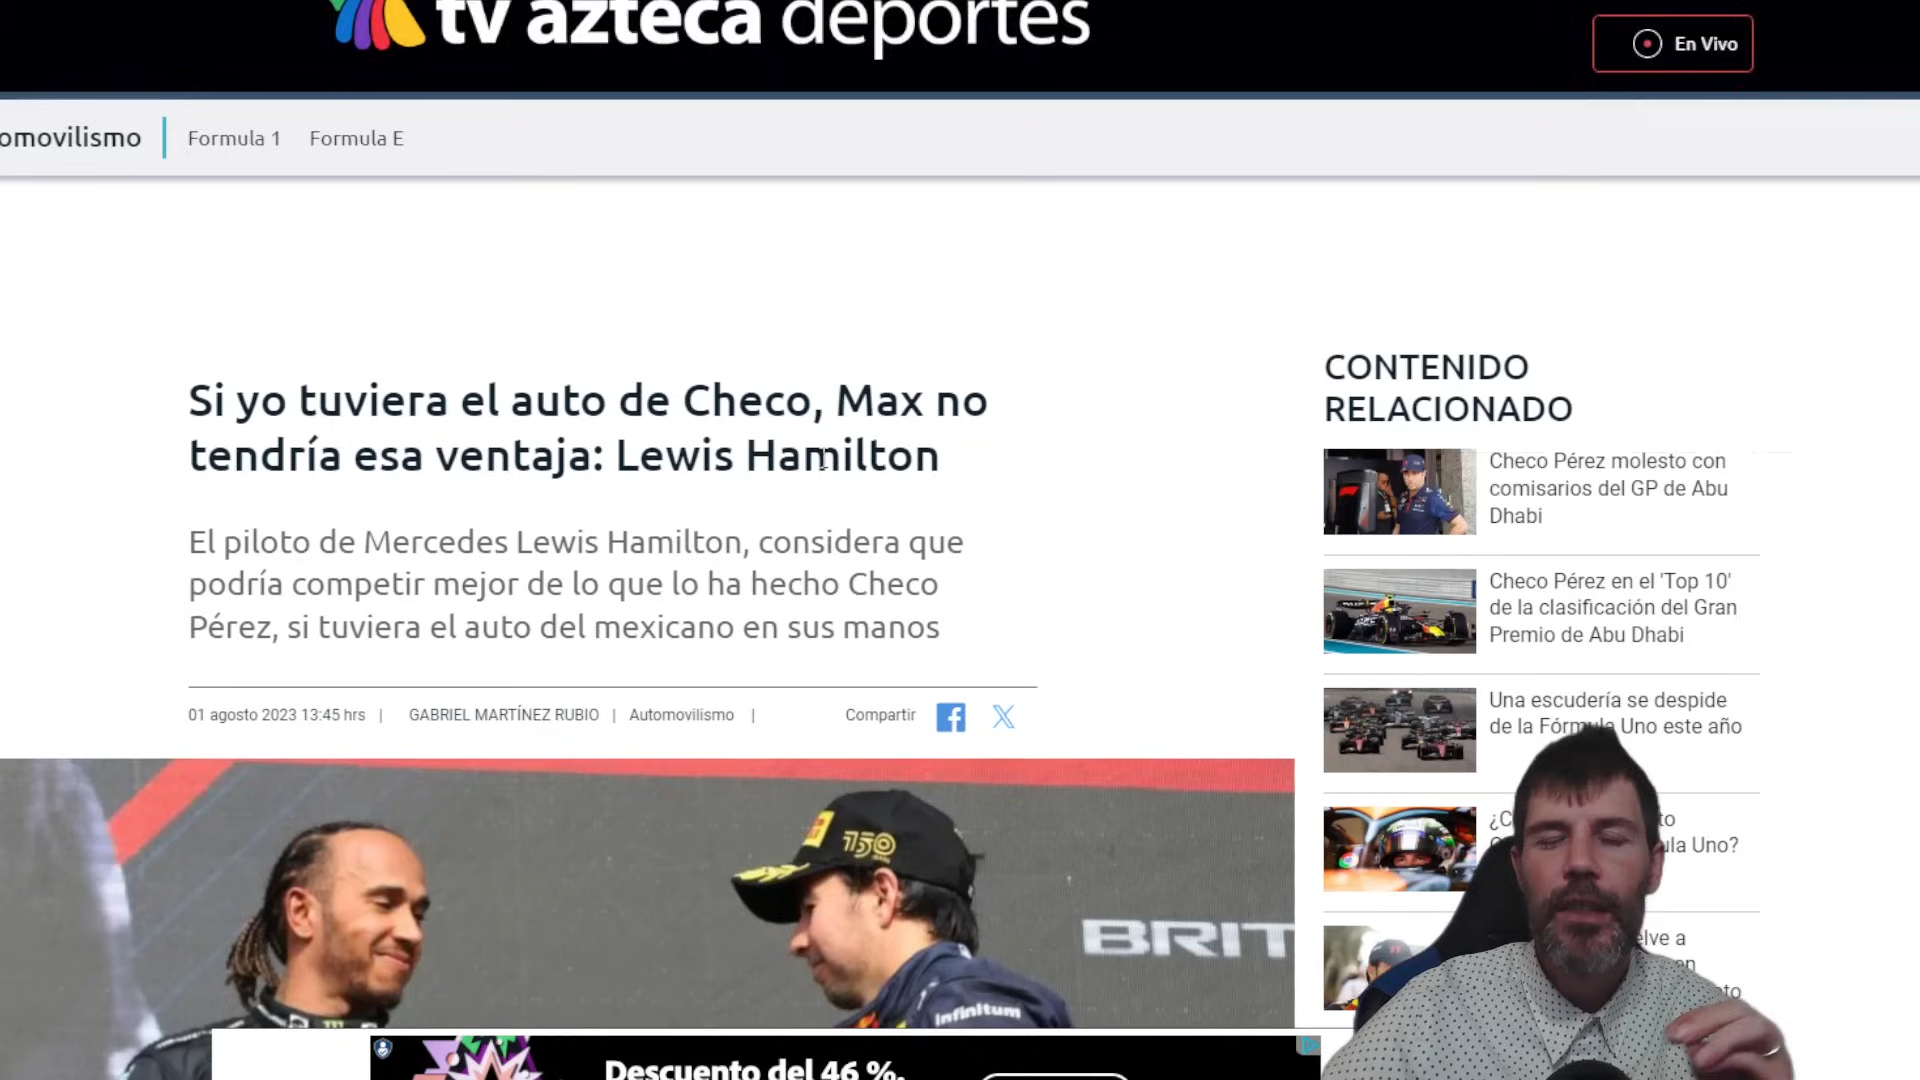 tv azteca deportes
En Vivo
omovilismo
Formula 1
Formula E
Si yo tuviera el auto de Checo, Max no
tendría esa ventaja: Lewis Hamilton
El piloto de Mercedes Lewis Hamilton, considera que
podría competir mejor de lo que lo ha hecho Checo
Pérez, si tuviera el auto del mexicano en sus manos
01 agosto 2023 13:45 hrs | GABRIEL MARTÍNEZ RUBIO | Automovilismo |
Compartir
150
BRIT
infinitum
Descuento del 46 %.
CONTENIDO
RELACIONADO
Checo Pérez molesto con
comisarios del GP de Abu
Dhabi
Checo Pérez en el 'Top 10'
de la clasificación del Gran
Premio de Abu Dhabi
Una escudería se despide
de la Fórmula Uno este año